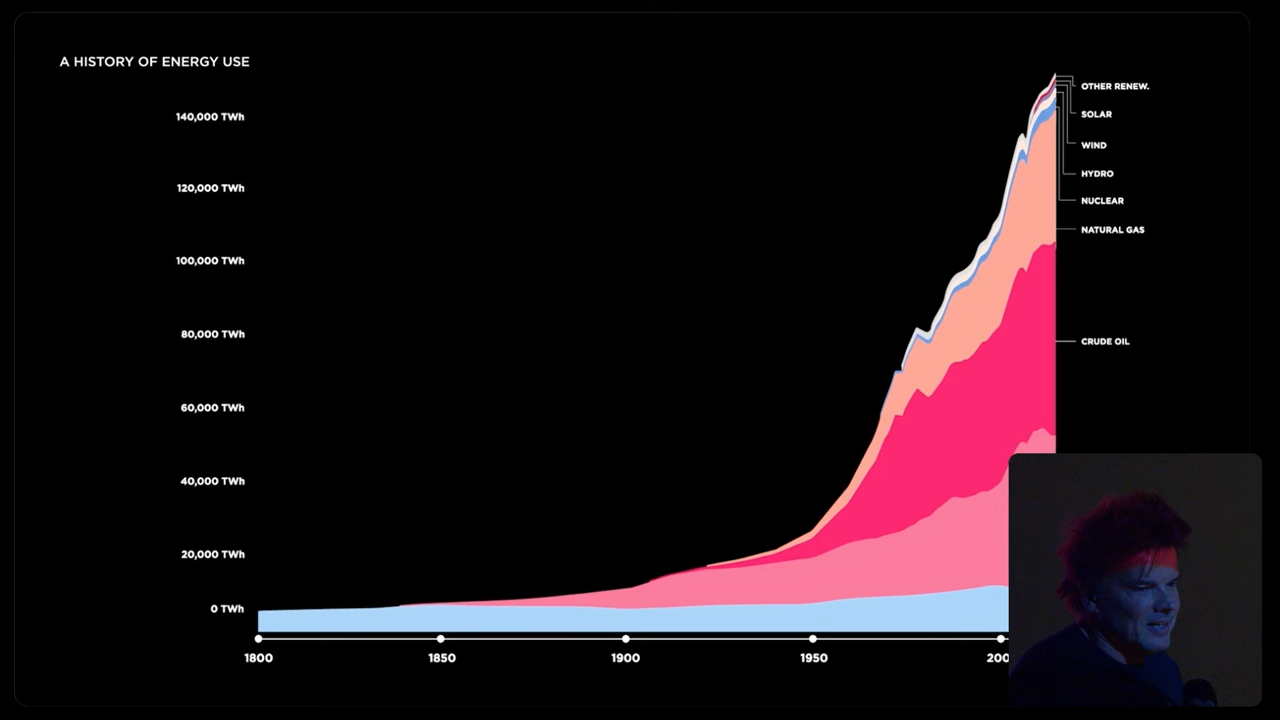 A HISTORY OF ENERGY USE
140,000 TWh
120,000 TWh
100,000 TWh
80,000 TWh
60,000 TWh
40,000 TWh
20,000 TWh
0 TWh
OTHER RENEW.
SOLAR
WIND
HYDRO
NUCLEAR
NATURAL GAS
CRUDE OIL
1800
1850
1900
1950